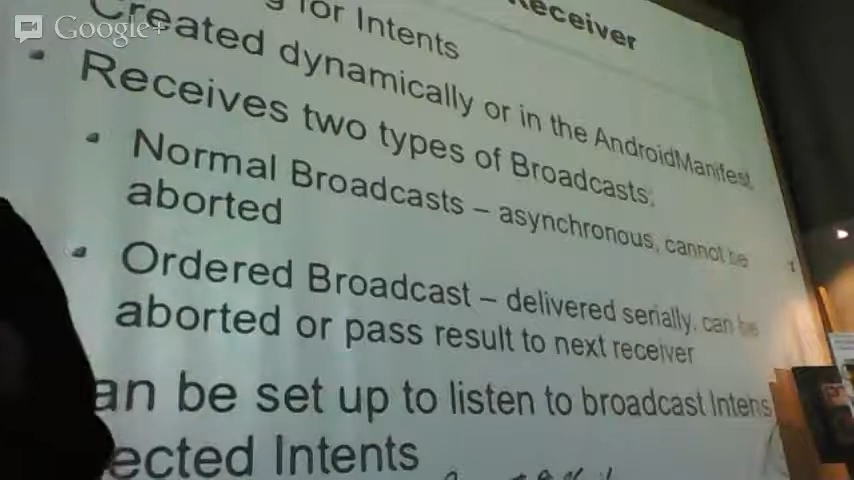 Google+
Receiver
g for Intents
Created dynamically or in the AndroidManifest
Receives two types of Broadcasts:
Normal Broadcasts – asynchronous, cannot be
aborted
Ordered Broadcast – delivered serially, can be
aborted or pass result to next receiver
an be set up to listen to broadcast Intens
ected Intents